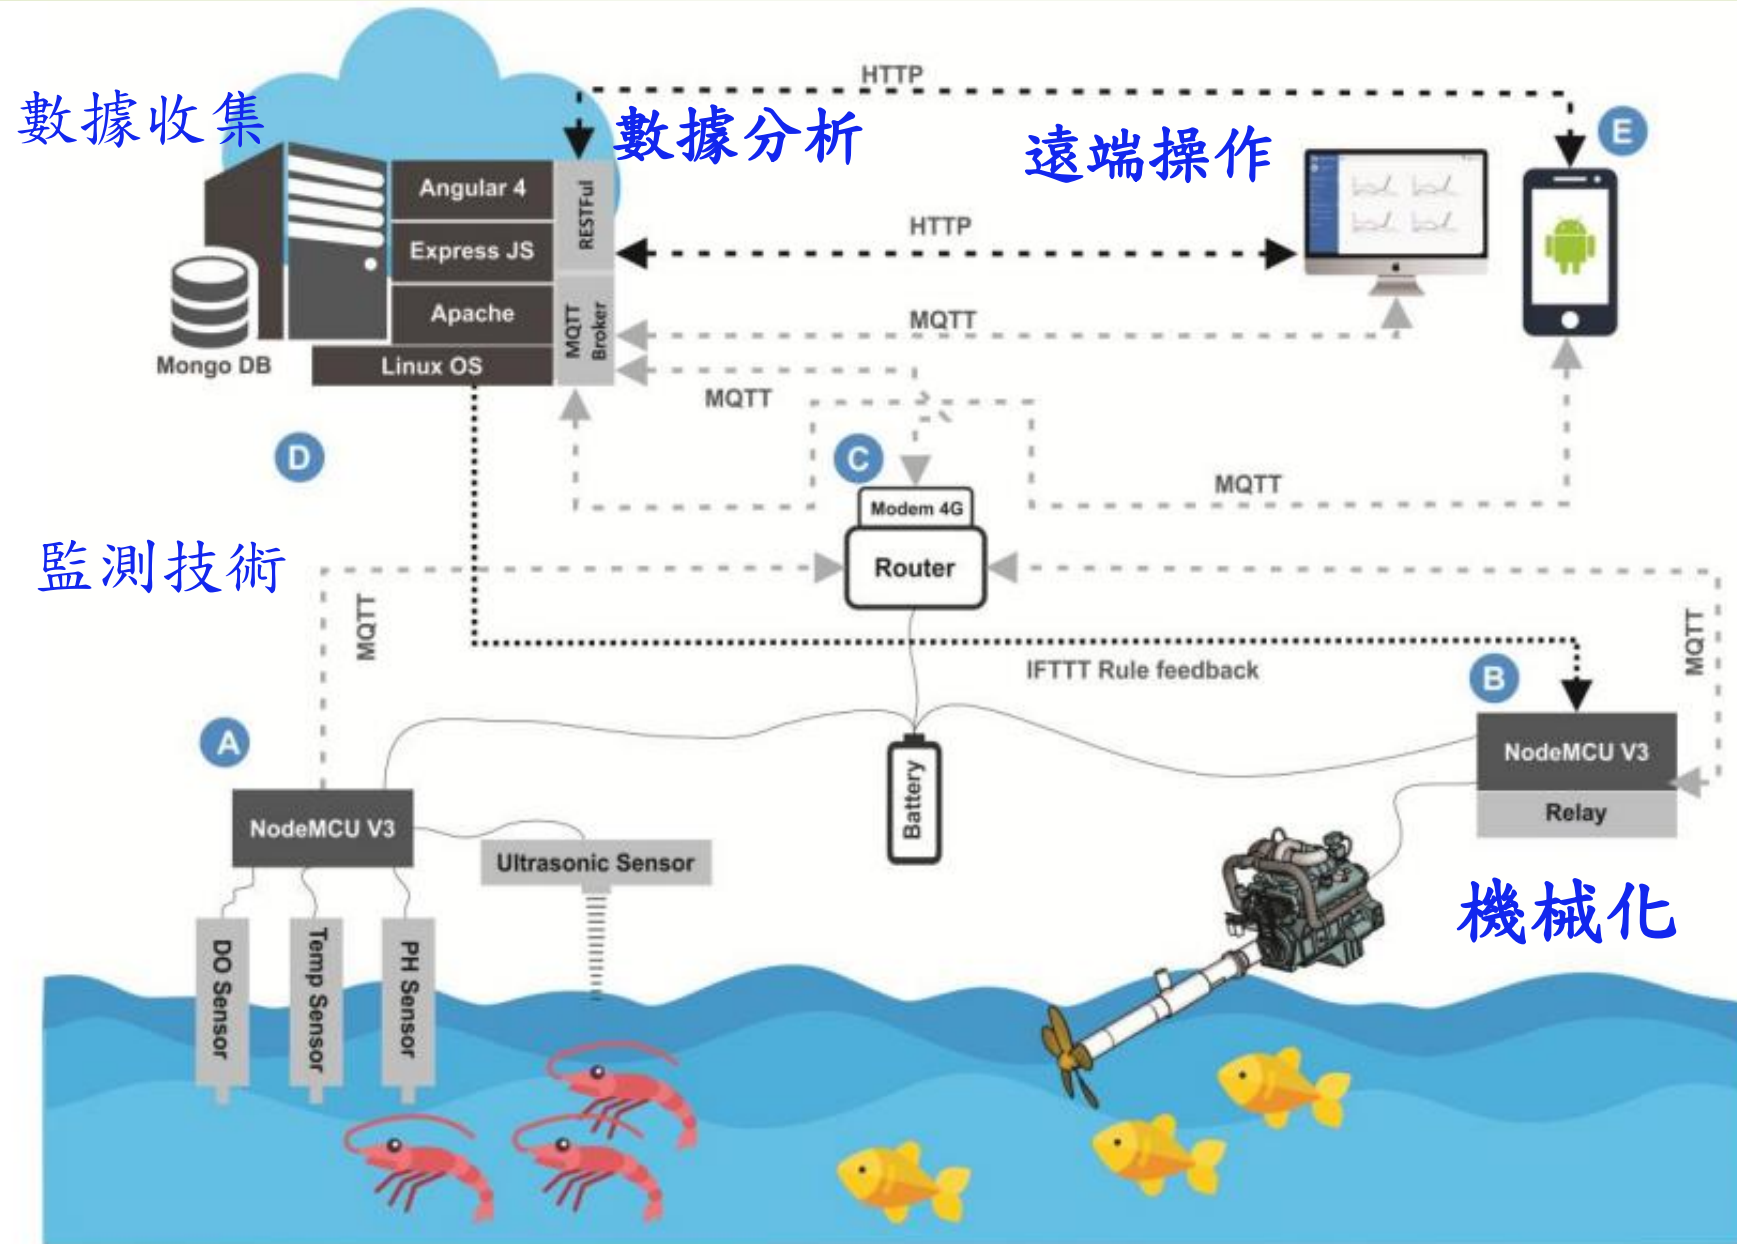 HTTP
數據收集
數據分析
遠端操作
E
Angular 4
RESTFul
Express JS
HTTP
Apache
MQTT Broker
MQTT
Mongo DB
Linux OS
MQTT
D
C
MQTT
Modem 4G
監測技術
Router
MQTT
MQTT
IFTTT Rule feedback
B
A
NodeMCU V3
Battery
Relay
NodeMCU V3
Ultrasonic Sensor
機械化
DO Sensor
Temp Sensor
PH Sensor